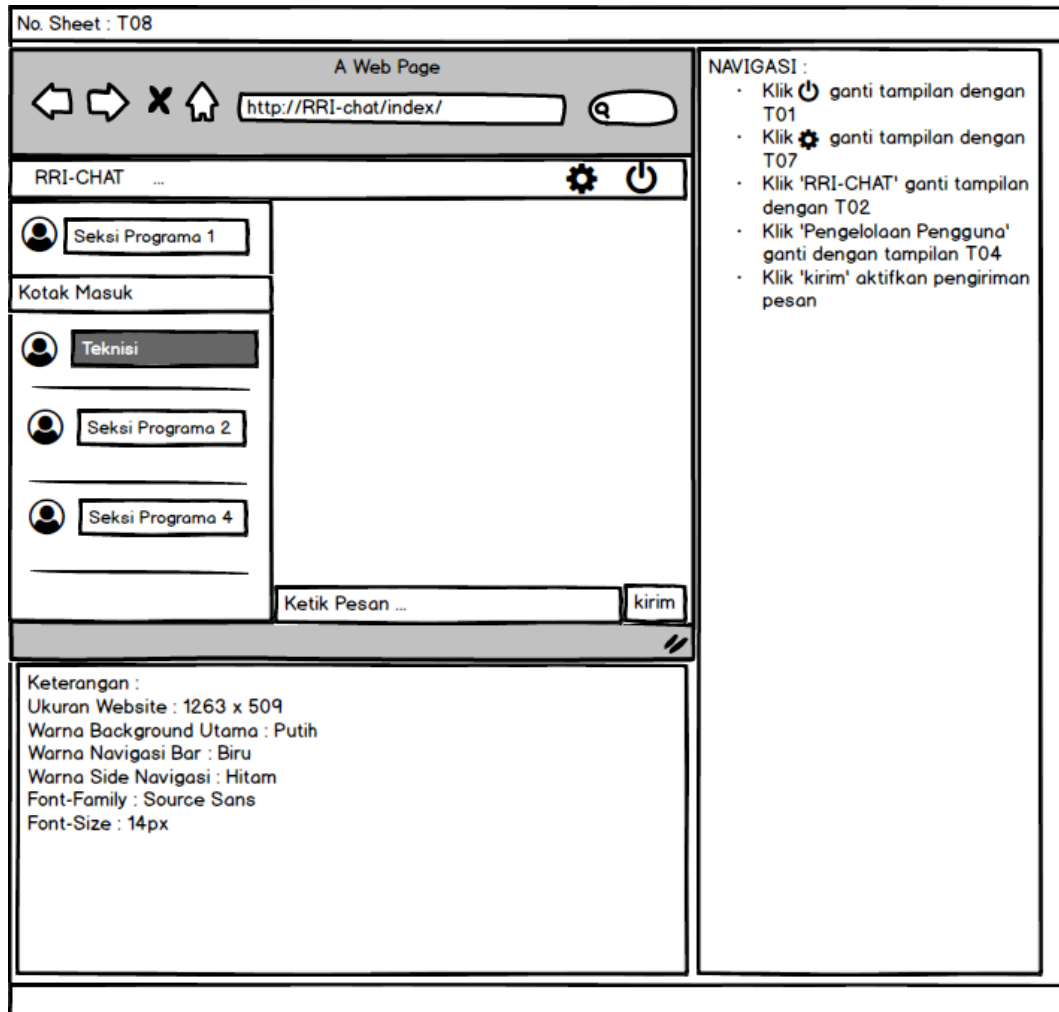 No. Sheet : T08
A Web Page
http://RRI-chat/index/
RRI-CHAT ...
Seksi Programa 1
Kotak Masuk
Teknisi
Seksi Programa 2
Seksi Programa 4
Ketik Pesan ...
kirim
NAVIGASI :
· Klik ganti tampilan dengan
T01
· Klik ganti tampilan dengan
T07
· Klik 'RRI-CHAT' ganti tampilan
dengan T02
· Klik 'Pengelolaan Pengguna'
ganti dengan tampilan T04
· Klik 'kirim' aktifkan pengiriman
pesan
Keterangan :
Ukuran Website : 1263 x 509
Warna Background Utama : Putih
Warna Navigasi Bar : Biru
Warna Side Navigasi : Hitam
Font-Family : Source Sans
Font-Size : 14px